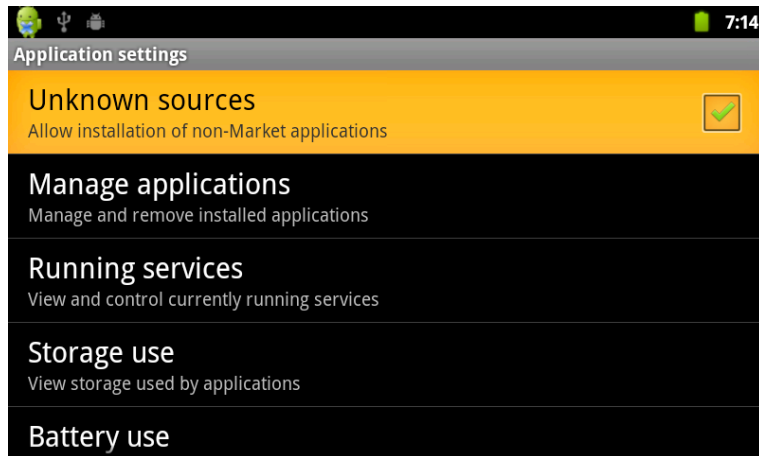 7:14
Application settings
Unknown sources
Allow installation of non-Market applications
Manage applications
Manage and remove installed applications
Running services
View and control currently running services
Storage use
View storage used by applications
Battery use